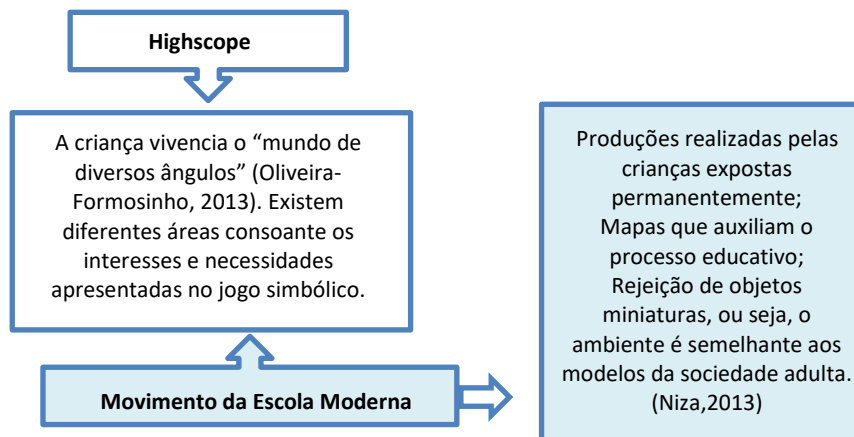 Highscope
A criança vivencia o “mundo de
diversos ângulos” (Oliveira-
Formosinho, 2013). Existem
diferentes áreas consoante os
interesses e necessidades
apresentadas no jogo simbólico.
Movimento da Escola Moderna
Produções realizadas pelas
crianças expostas
permanentemente;
Mapas que auxiliam o
processo educativo;
Rejeição de objetos
miniaturas, ou seja, o
ambiente é semelhante aos
modelos da sociedade adulta.
(Niza,2013)